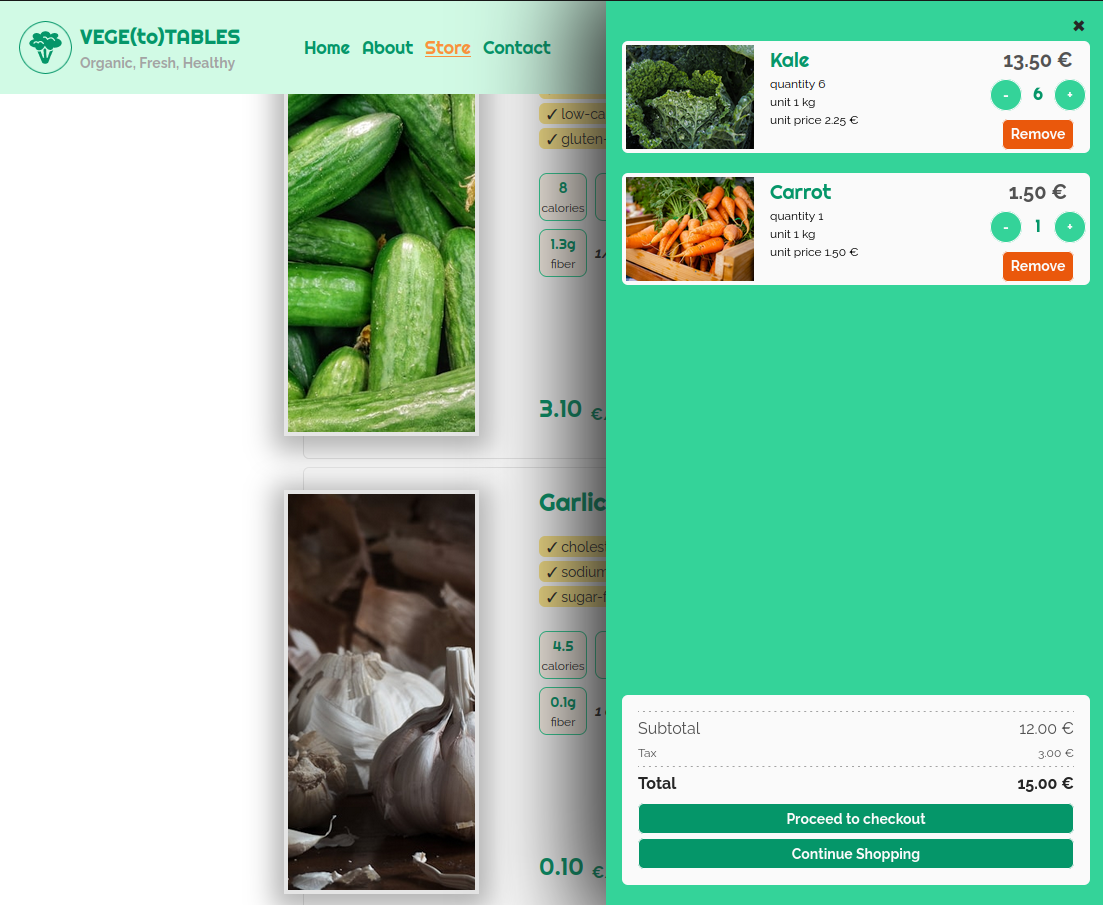 VEGE(to)TABLES
Organic, Fresh, Healthy
Home About Store Contact
✓ low-ca
✓ gluten-
8
calories
1.3g
fiber
3.10 €
Garlic
✓ cholest
✓ sodium
✓ sugar-f
4.5
calories
0.1g
fiber
1
0.10 €
✖
Kale
quantity 6
unit 1 kg
unit price 2.25 €
13.50 €
- 6 +
Remove
Carrot
quantity 1
unit 1 kg
unit price 1.50 €
1.50 €
- 1 +
Remove
Subtotal 12.00 €
Tax 3.00 €
Total 15.00 €
Proceed to checkout
Continue Shopping